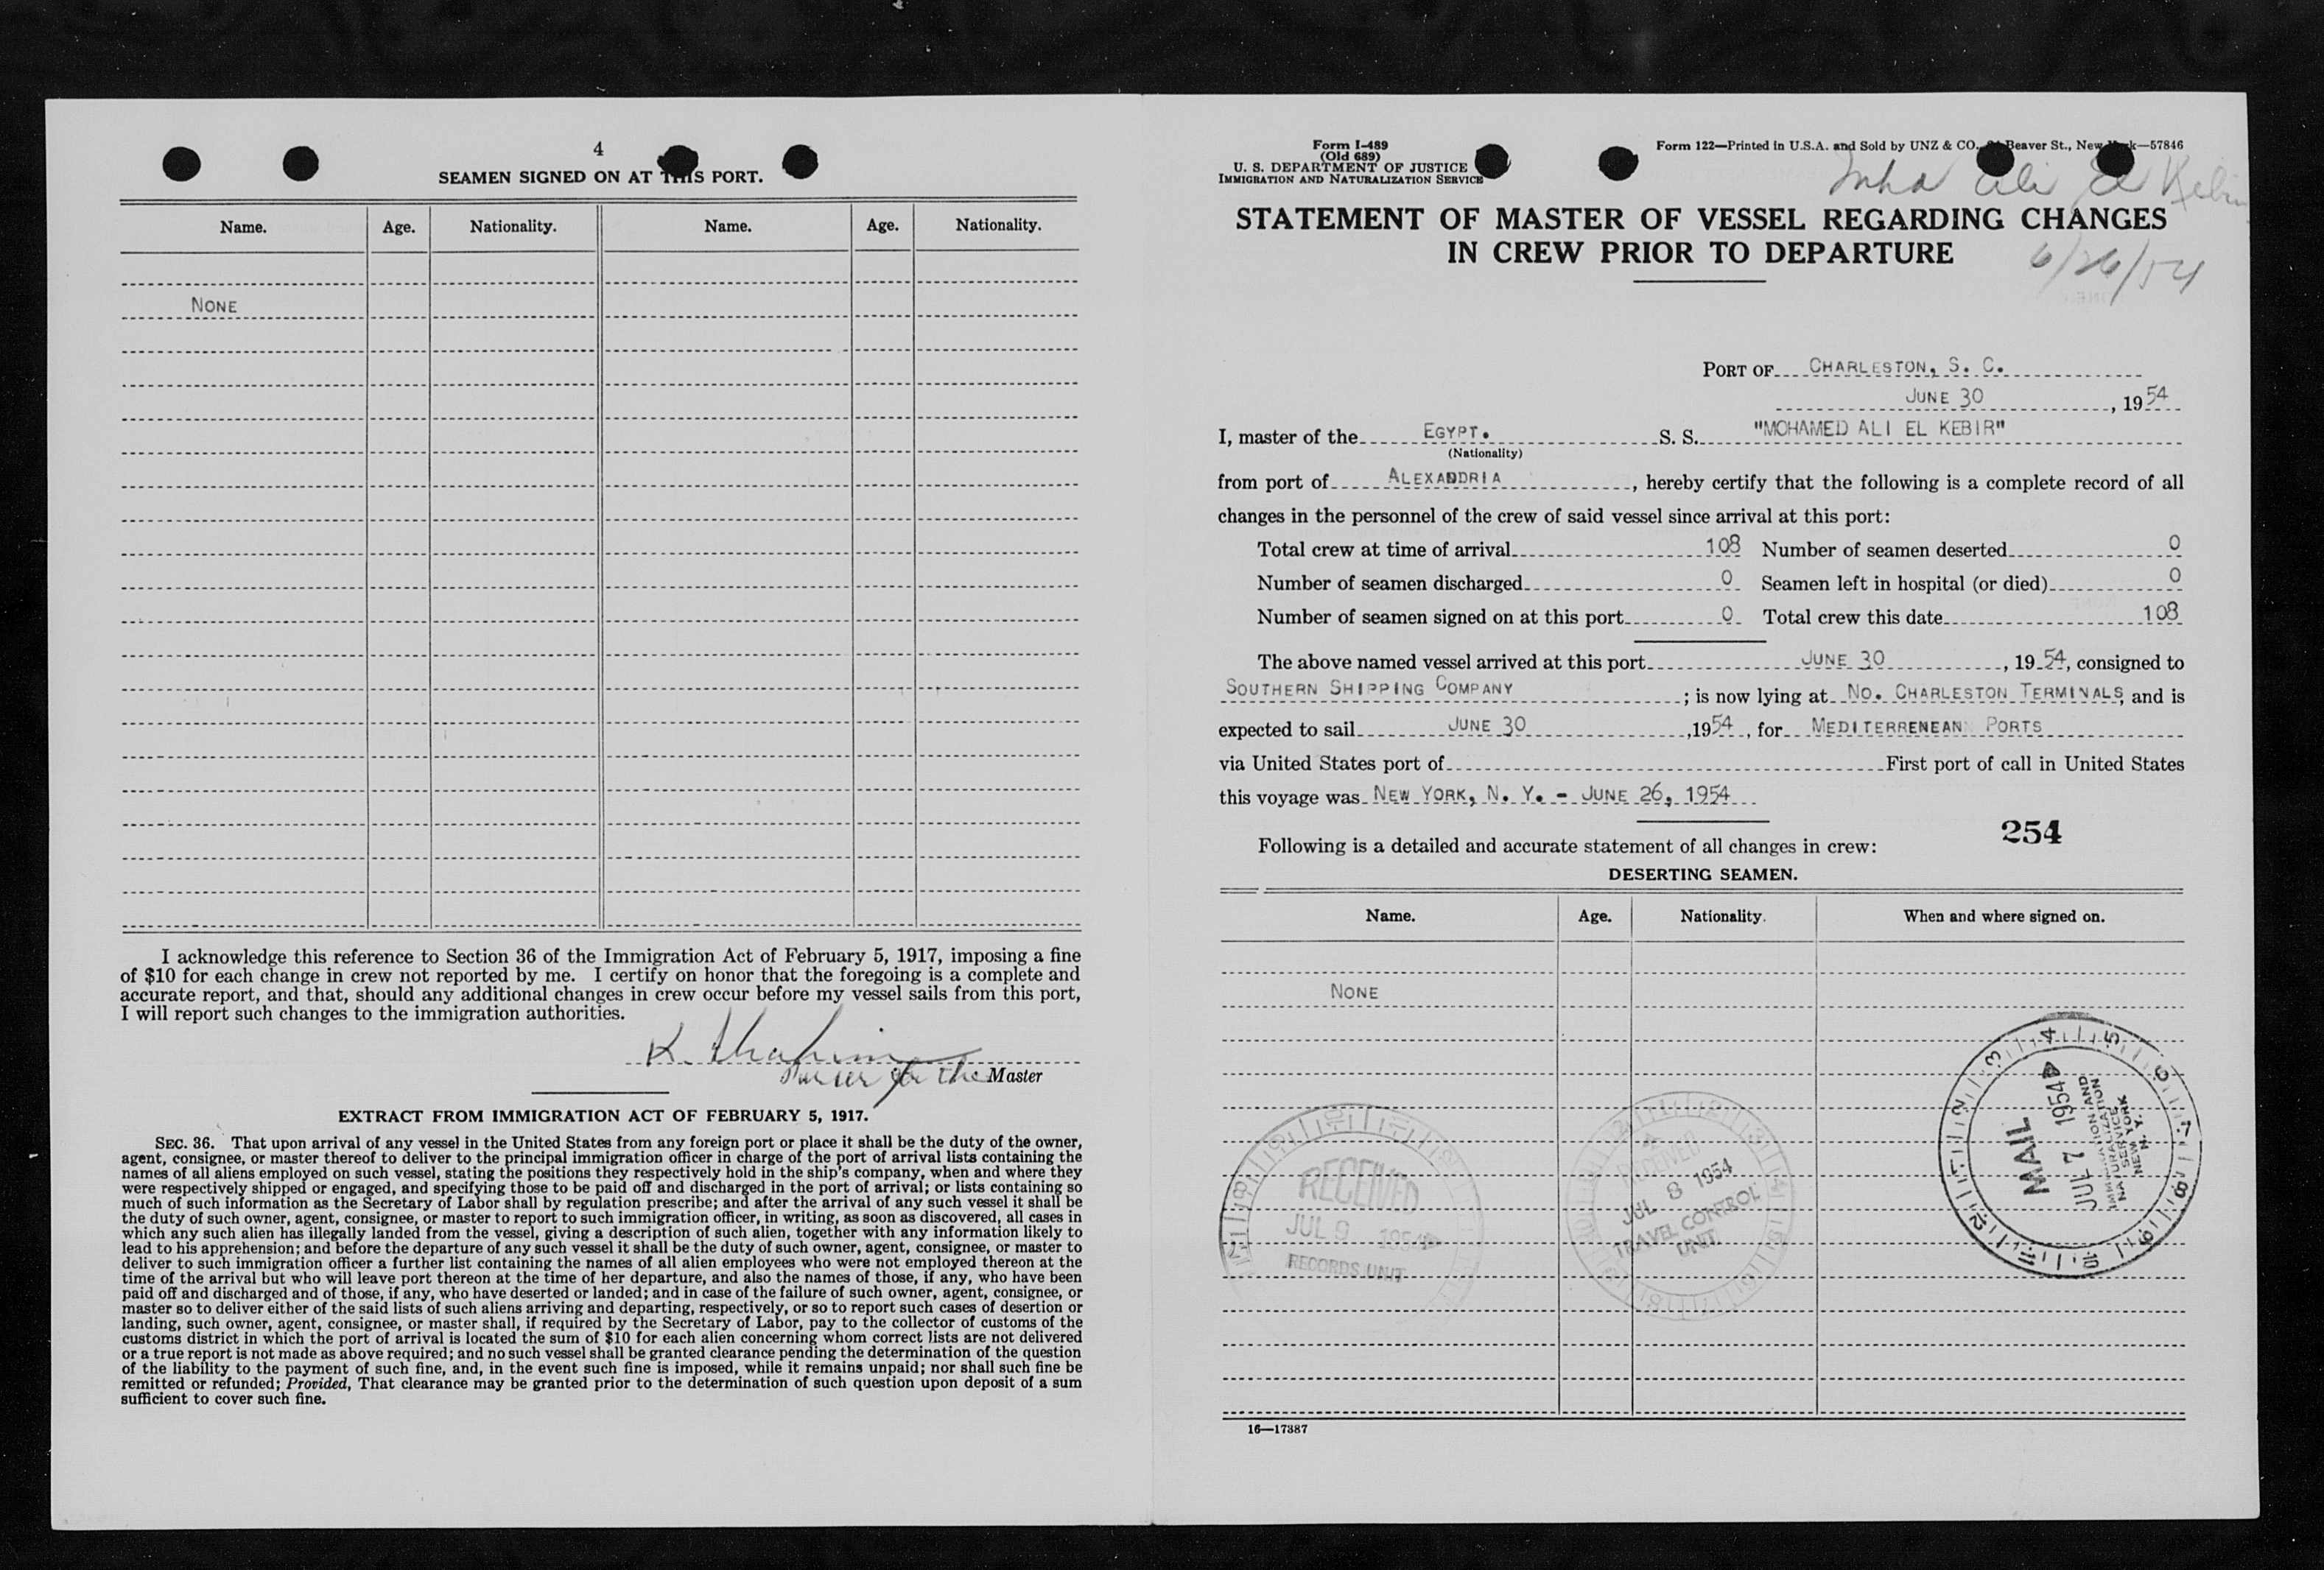 4
SEAMEN SIGNED ON AT THIS PORT.
Name. Age. Nationality. Name. Age. Nationality.
NONE
I acknowledge this reference to Section 36 of the Immigration Act of February 5, 1917, imposing a fine
of $10 for each change in crew not reported by me. I certify on honor that the foregoing is a complete and
accurate report, and that, should any additional changes in crew occur before my vessel sails from this port,
I will report such changes to the immigration authorities.
K.
for the Master
EXTRACT FROM IMMIGRATION ACT OF FEBRUARY 5, 1917.
SEC. 36. That upon arrival of any vessel in the United States from any foreign port or place it shall be the duty of the owner,
agent, consignee, or master thereof to deliver to the principal immigration officer in charge of the port of arrival lists containing the
names of all aliens employed on such vessel, stating the positions they respectively hold in the ship's company, when and where they
were respectively shipped or engaged, and specifying those to be paid off and discharged in the port of arrival; or lists containing so
much of such information as the Secretary of Labor shall by regulation prescribe; and after the arrival of any such vessel it shall be
the duty of such owner, agent, consignee, or master to report to such immigration officer, in writing, as soon as discovered, all cases in
which any such alien has illegally landed from the vessel, giving a description of such alien, together with any information likely to
lead to his apprehension; and before the departure of any such vessel it shall be the duty of such owner, agent, consignee, or master to
deliver to such immigration officer a further list containing the names of all alien employees who were not employed thereon at the
time of the arrival but who will leave port thereon at the time of her departure, and also the names of those, if any, who have been
paid off and discharged and of those, if any, who have deserted or landed; and in case of the failure of such owner, agent, consignee, or
master so to deliver either of the said lists of such aliens arriving and departing, respectively, or so to report such cases of desertion or
landing, such owner, agent, consignee, or master shall, if required by the Secretary of Labor, pay to the collector of customs of the
customs district in which the port of arrival is located the sum of $10 for each alien concerning whom correct lists are not delivered
or a true report is not made as above required; and no such vessel shall be granted clearance pending the determination of the question
of the liability to the payment of such fine, and, in the event such fine is imposed, while it remains unpaid; nor shall such fine be
remitted or refunded; Provided, That clearance may be granted prior to the determination of such question upon deposit of a sum
sufficient to cover such fine.
Form I-489
(Old 689)
U. S. DEPARTMENT OF JUSTICE
IMMIGRATION AND NATURALIZATION SERVICE
Form 122—Printed in U.S.A. and Sold by UNZ & CO., Beaver St., New York—57846
Ali El Kebir
STATEMENT OF MASTER OF VESSEL REGARDING CHANGES
IN CREW PRIOR TO DEPARTURE
6/26/54
PORT OF CHARLESTON, S. C.
JUNE 30, 1954
I, master of the EGYPT. S. S. "MOHAMED ALI EL KEBIR"
(Nationality)
from port of ALEXANDRIA, hereby certify that the following is a complete record of all
changes in the personnel of the crew of said vessel since arrival at this port:
Total crew at time of arrival 108 Number of seamen deserted 0
Number of seamen discharged 0 Seamen left in hospital (or died) 0
Number of seamen signed on at this port 0 Total crew this date 108
The above named vessel arrived at this port JUNE 30, 1954, consigned to
SOUTHERN SHIPPING COMPANY; is now lying at NO. CHARLESTON TERMINALS, and is
expected to sail JUNE 30, 1954, for MEDITERRENEAN PORTS
via United States port of First port of call in United States
this voyage was NEW YORK, N. Y. - JUNE 26, 1954
254
Following is a detailed and accurate statement of all changes in crew:
DESERTING SEAMEN.
Name. Age. Nationality. When and where signed on.
NONE
MAIL
JUL 7 1954
IMMIGRATION AND
NATURALIZATION
SERVICE
NEW YORK
N. Y.
RECEIVED
JUL 8 1954
TRAVEL CONTROL
UNIT
RECEIVED
JUL 9 1954
RECORDS UNIT
16—17387